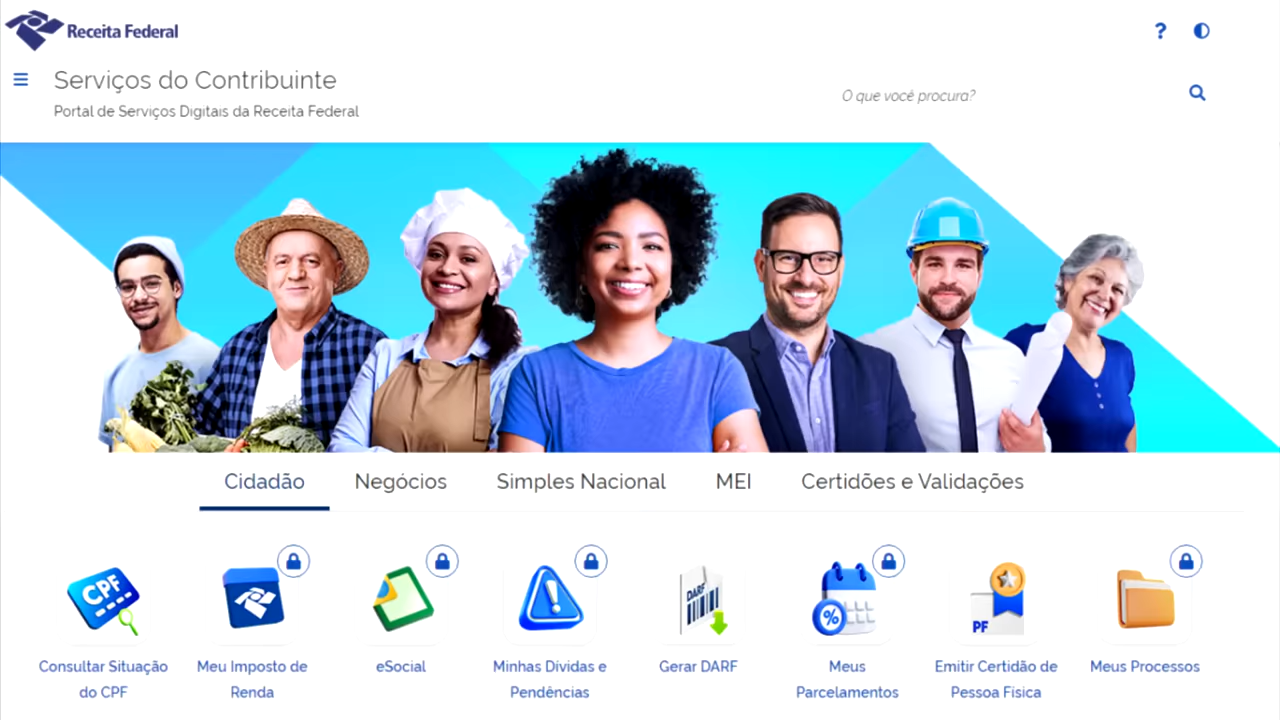 Receita Federal
?
Serviços do Contribuinte
Portal de Serviços Digitais da Receita Federal
O que você procura?
Cidadão
Negócios
Simples Nacional
MEI
Certidões e Validações
CPF
%
DARF
PF
Consultar Situação
do CPF
Meu Imposto de
Renda
eSocial
Minhas Dívidas e
Pendências
Gerar DARF
Meus
Parcelamentos
Emitir Certidão de
Pessoa Física
Meus Processos